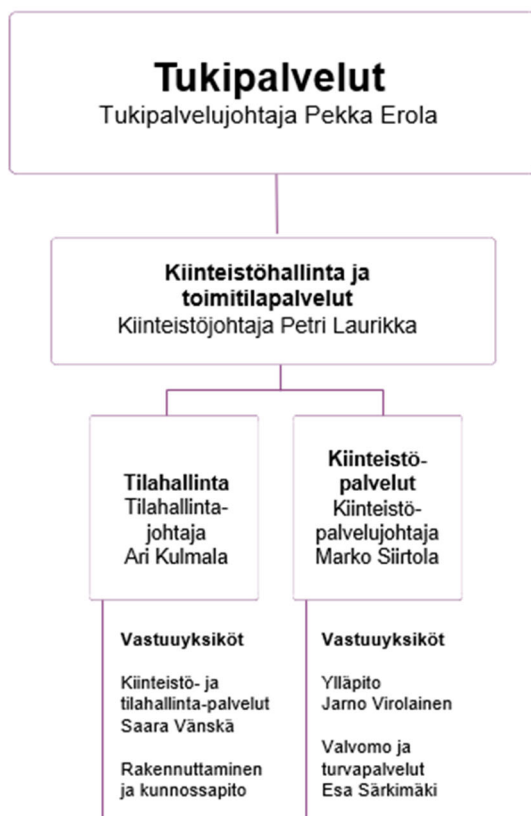 Tukipalvelut
Tukipalvelujohtaja Pekka Erola
Kiinteistöhallinta ja
toimitilapalvelut
Kiinteistöjohtaja Petri Laurikka
Tilahallinta
Tilahallinta-
johtaja
Ari Kulmala
Kiinteistö-
palvelut
Kiinteistö-
palvelujohtaja
Marko Siirtola
Vastuuyksiköt
Kiinteistö- ja
tilahallinta-palvelut
Saara Vänskä
Rakennuttaminen
ja kunnossapito
Vastuuyksiköt
Ylläpito
Jarno Virolainen
Valvomo ja
turvapalvelut
Esa Särkimäki